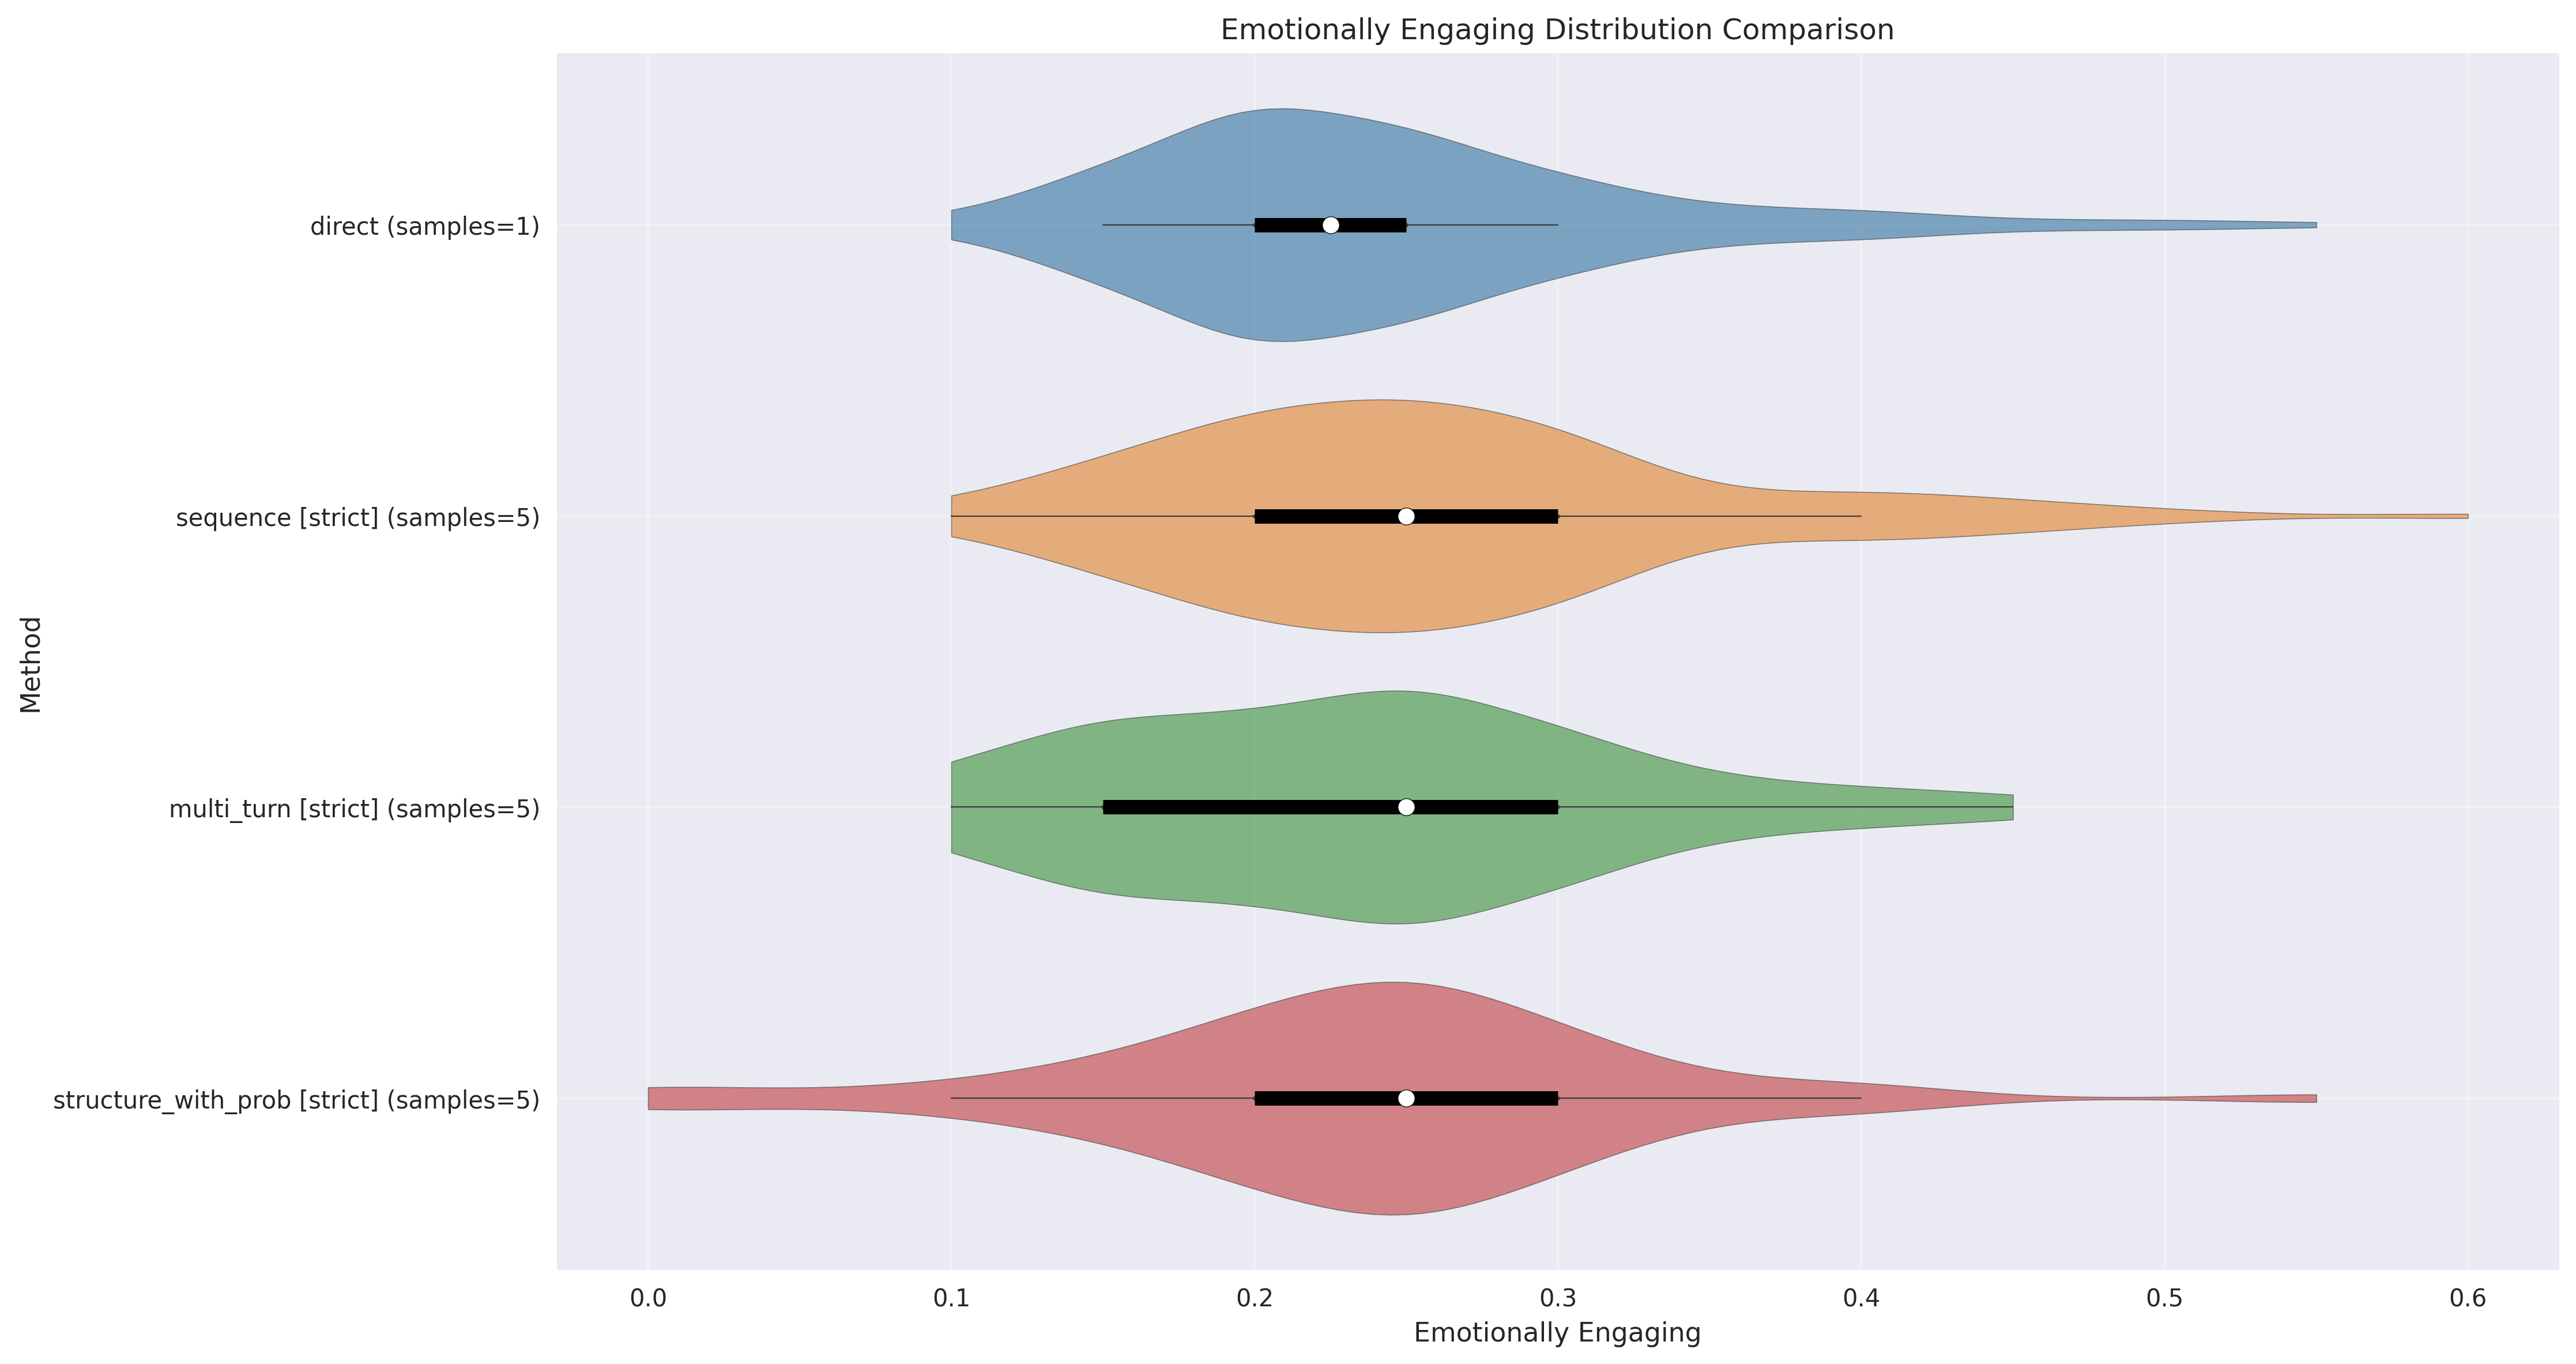 Emotionally Engaging Distribution Comparison
Method
direct (samples=1)
sequence [strict] (samples=5)
multi_turn [strict] (samples=5)
structure_with_prob [strict] (samples=5)
0.0 0.1 0.2 0.3 0.4 0.5 0.6
Emotionally Engaging